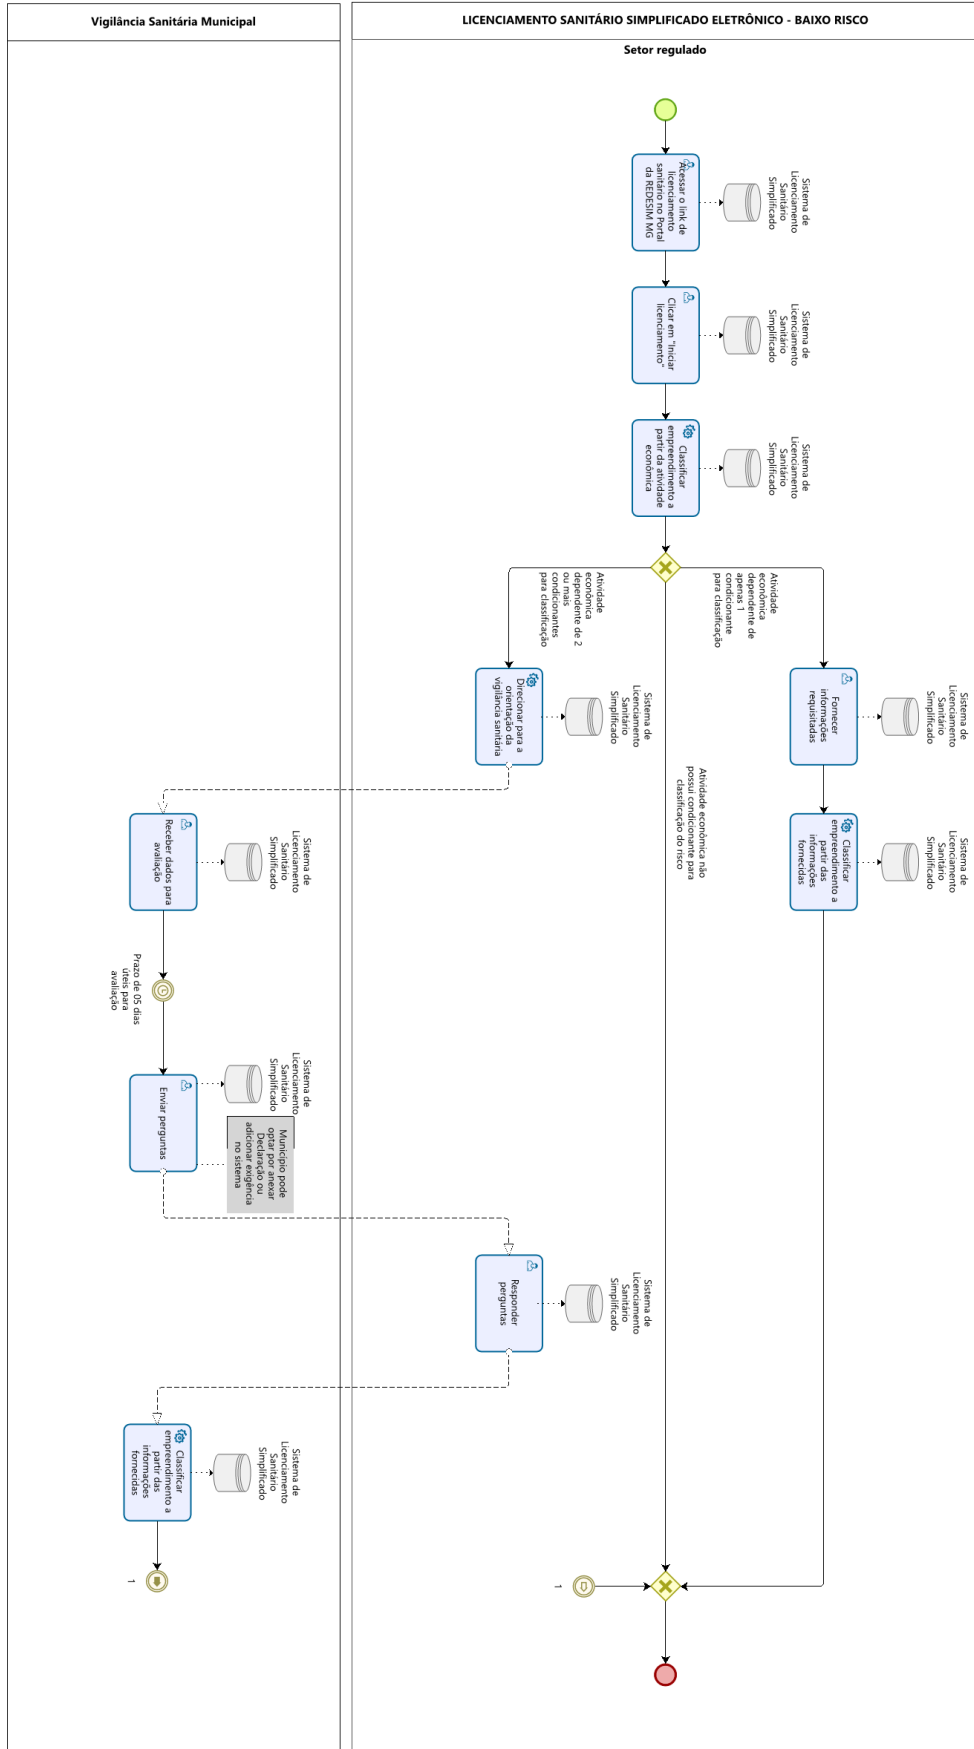 Vigilância Sanitária Municipal
LICENCIAMENTO SANITÁRIO SIMPLIFICADO ELETRÔNICO - BAIXO RISCO
Setor regulado
Acessar o link de
licenciamento
sanitário no Portal
da REDESIM MG
Sistema de
Licenciamento
Sanitário
Simplificado
Clicar em "Iniciar
licenciamento"
Sistema de
Licenciamento
Sanitário
Simplificado
Classificar
empreendimento a
partir da atividade
econômica
Sistema de
Licenciamento
Sanitário
Simplificado
Atividade
econômica
dependente de
apenas 1
condicionante
para classificação
Atividade
econômica
dependente de 2
ou mais
condicionantes
para classificação
Fornecer
informações
requisitadas
Sistema de
Licenciamento
Sanitário
Simplificado
Direcionar para a
orientação da
vigilância sanitária
Sistema de
Licenciamento
Sanitário
Simplificado
Atividade econômica não
possui condicionante para
classificação do risco
Classificar
empreendimento a
partir das
informações
fornecidas
Sistema de
Licenciamento
Sanitário
Simplificado
Receber dados para
avaliação
Sistema de
Licenciamento
Sanitário
Simplificado
Prazo de 05 dias
úteis para
avaliação
Enviar perguntas
Sistema de
Licenciamento
Sanitário
Simplificado
Município pode
optar por anexar
Declaração ou
adicionar exigência
no sistema
Responder
perguntas
Sistema de
Licenciamento
Sanitário
Simplificado
Classificar
empreendimento a
partir das
informações
fornecidas
Sistema de
Licenciamento
Sanitário
Simplificado
1
1